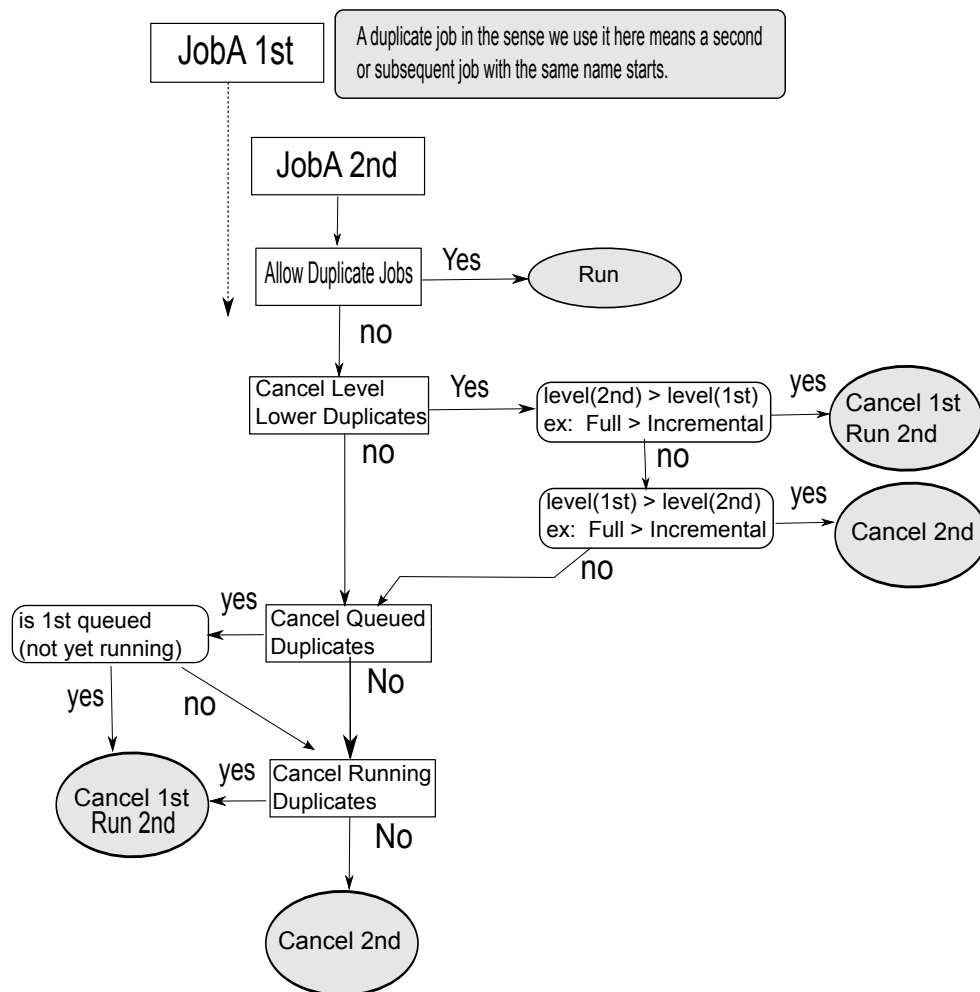 JobA 1st
A duplicate job in the sense we use it here means a second
or subsequent job with the same name starts.
JobA 2nd
Allow Duplicate Jobs
Yes
Run
no
Cancel Level
Lower Duplicates
Yes
level(2nd) > level(1st)
ex: Full > Incremental
yes
Cancel 1st
Run 2nd
no
no
level(1st) > level(2nd)
ex: Full > Incremental
yes
Cancel 2nd
no
is 1st queued
(not yet running)
yes
Cancel Queued
Duplicates
No
yes
no
Cancel 1st
Run 2nd
yes
Cancel Running
Duplicates
No
Cancel 2nd